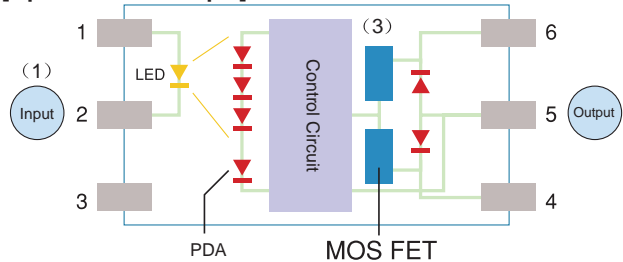 1
(3)
6
(1)
LED
Input
2
Control Circuit
5
Output
3
4
PDA
MOS FET